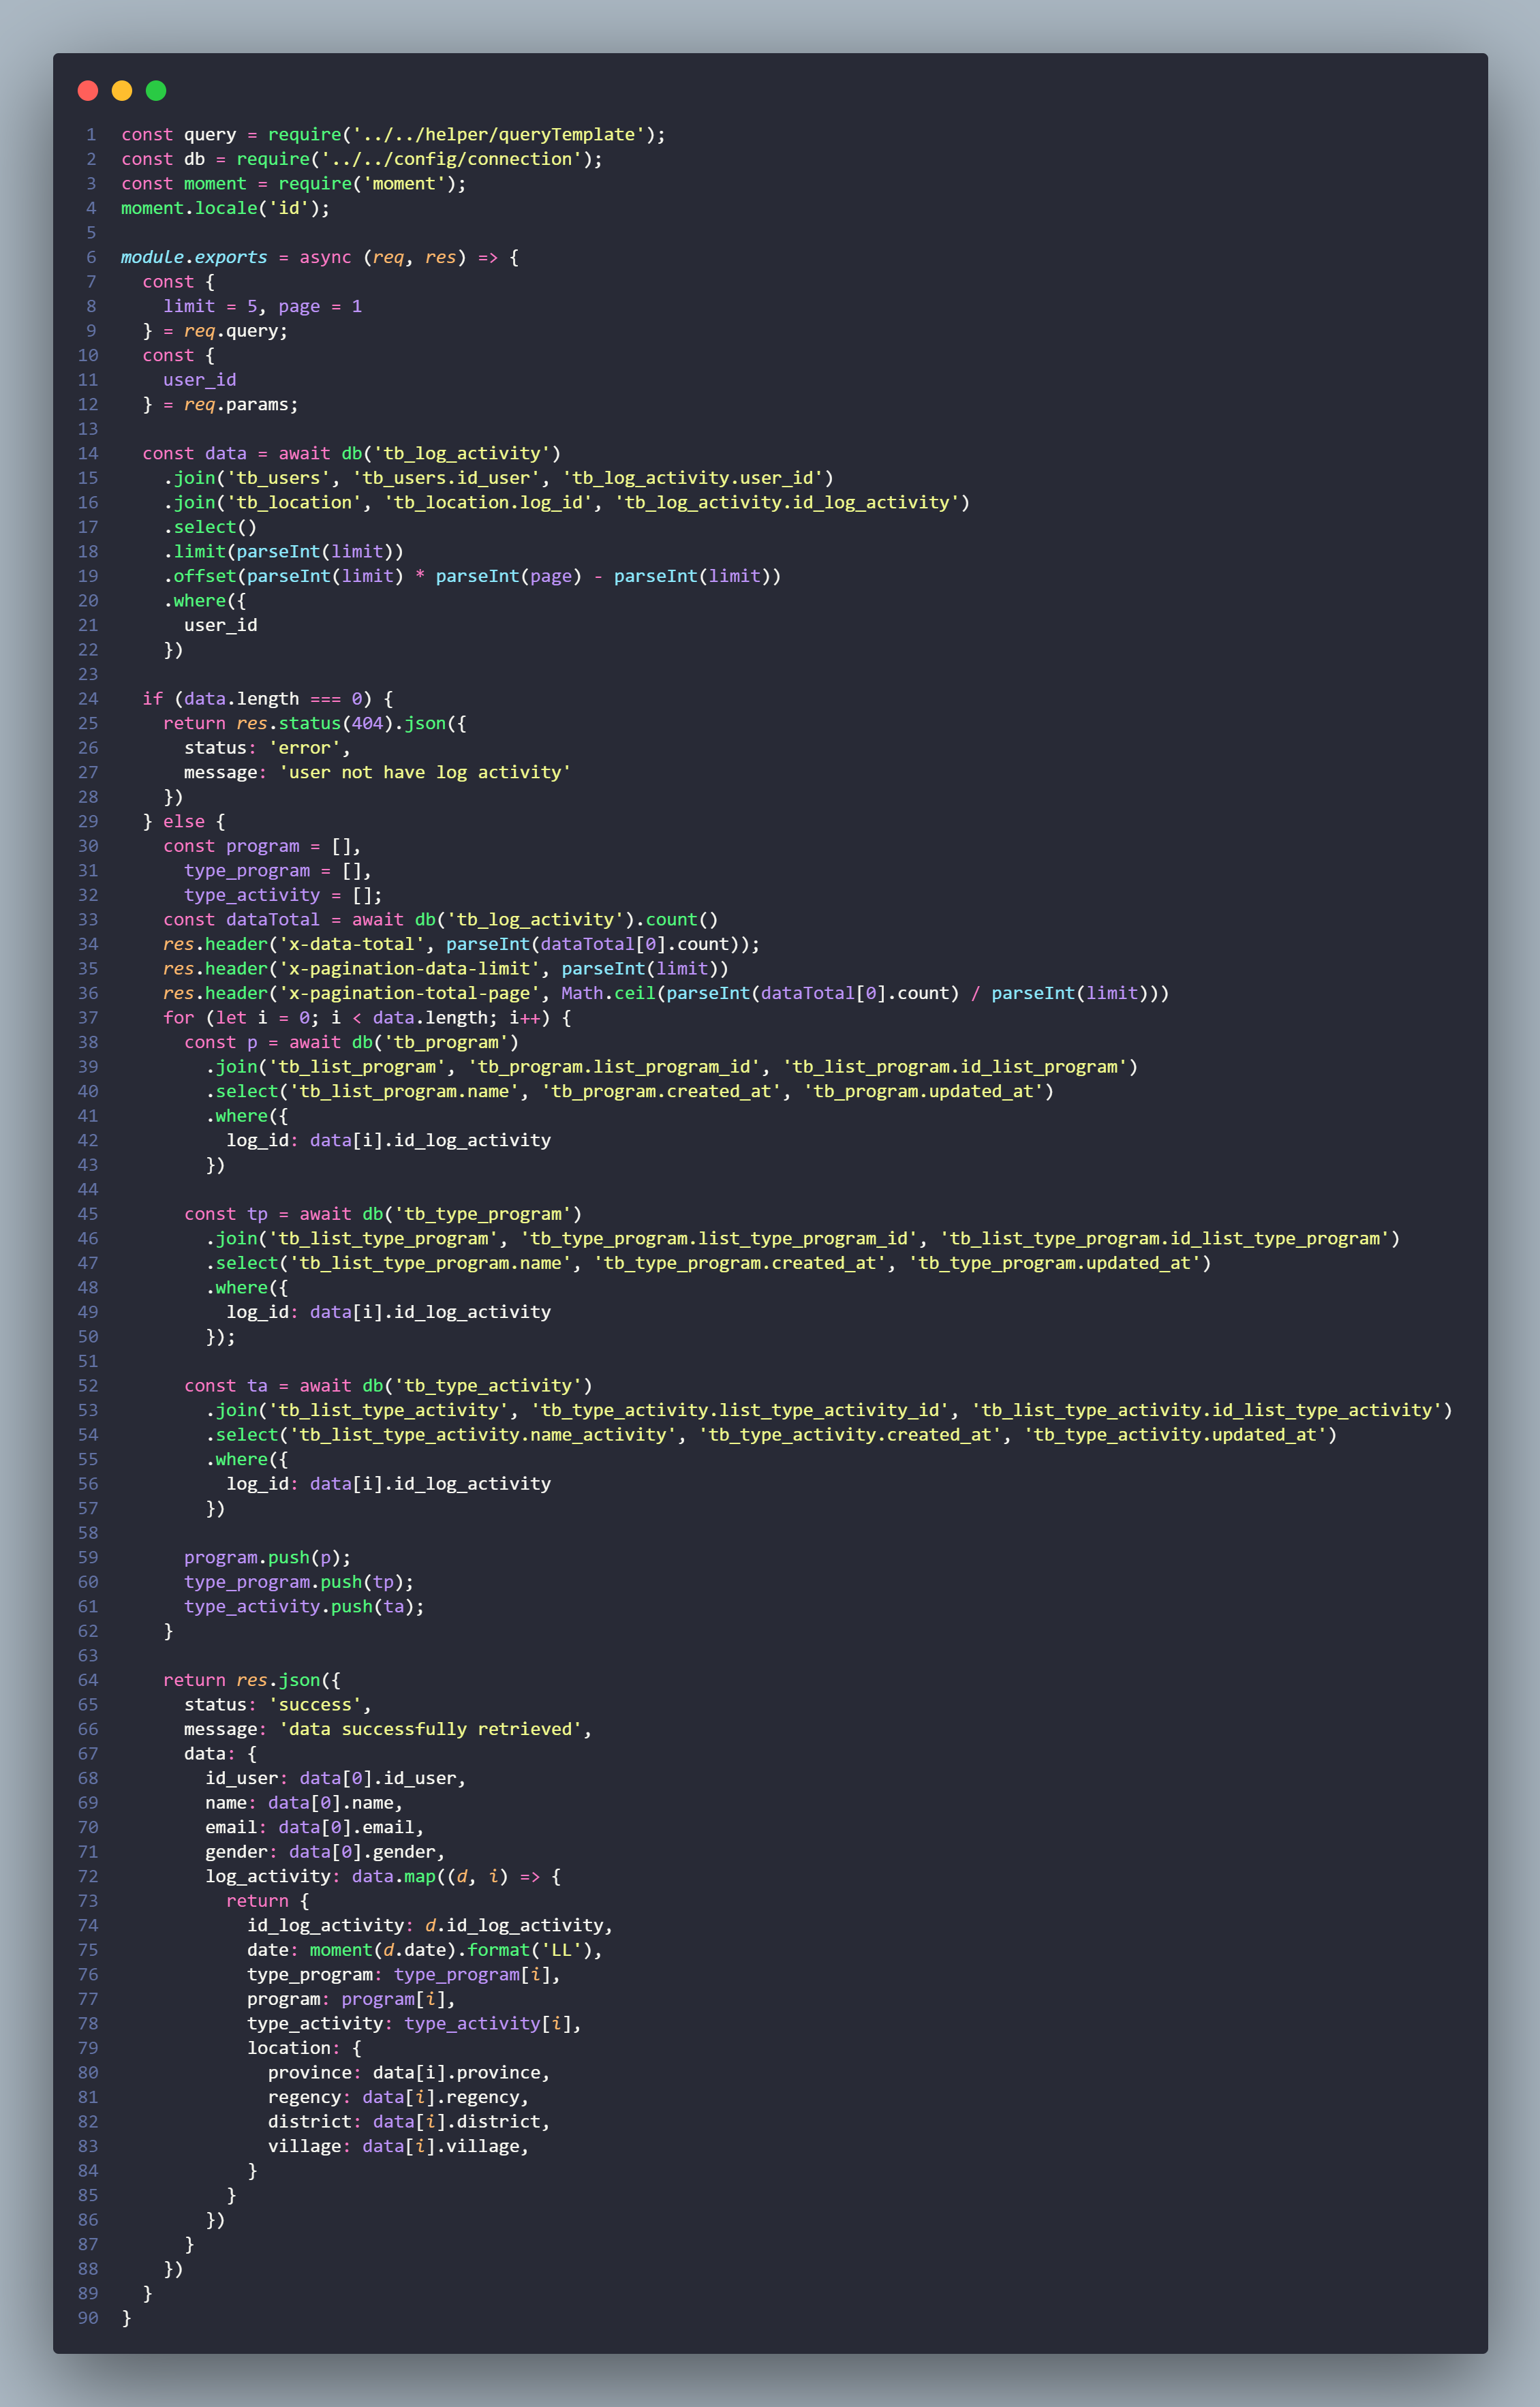 1 const query = require('../../helper/queryTemplate');
2 const db = require('../../config/connection');
3 const moment = require('moment');
4 moment.locale('id');
5
6 module.exports = async (req, res) => {
7   const {
8     limit = 5, page = 1
9   } = req.query;
10   const {
11     user_id
12   } = req.params;
13
14   const data = await db('tb_log_activity')
15     .join('tb_users', 'tb_users.id_user', 'tb_log_activity.user_id')
16     .join('tb_location', 'tb_location.log_id', 'tb_log_activity.id_log_activity')
17     .select()
18     .limit(parseInt(limit))
19     .offset(parseInt(limit) * parseInt(page) - parseInt(limit))
20     .where({
21       user_id
22     })
23
24   if (data.length === 0) {
25     return res.status(404).json({
26       status: 'error',
27       message: 'user not have log activity'
28     })
29   } else {
30     const program = [],
31       type_program = [],
32       type_activity = [];
33     const dataTotal = await db('tb_log_activity').count()
34     res.header('x-data-total', parseInt(dataTotal[0].count));
35     res.header('x-pagination-data-limit', parseInt(limit))
36     res.header('x-pagination-total-page', Math.ceil(parseInt(dataTotal[0].count) / parseInt(limit)))
37     for (let i = 0; i < data.length; i++) {
38       const p = await db('tb_program')
39         .join('tb_list_program', 'tb_program.list_program_id', 'tb_list_program.id_list_program')
40         .select('tb_list_program.name', 'tb_program.created_at', 'tb_program.updated_at')
41         .where({
42           log_id: data[i].id_log_activity
43         })
44
45       const tp = await db('tb_type_program')
46         .join('tb_list_type_program', 'tb_type_program.list_type_program_id', 'tb_list_type_program.id_list_type_program')
47         .select('tb_list_type_program.name', 'tb_type_program.created_at', 'tb_type_program.updated_at')
48         .where({
49           log_id: data[i].id_log_activity
50         });
51
52       const ta = await db('tb_type_activity')
53         .join('tb_list_type_activity', 'tb_type_activity.list_type_activity_id', 'tb_list_type_activity.id_list_type_activity')
54         .select('tb_list_type_activity.name_activity', 'tb_type_activity.created_at', 'tb_type_activity.updated_at')
55         .where({
56           log_id: data[i].id_log_activity
57         })
58
59       program.push(p);
60       type_program.push(tp);
61       type_activity.push(ta);
62     }
63
64     return res.json({
65       status: 'success',
66       message: 'data successfully retrieved',
67       data: {
68         id_user: data[0].id_user,
69         name: data[0].name,
70         email: data[0].email,
71         gender: data[0].gender,
72         log_activity: data.map((d, i) => {
73           return {
74             id_log_activity: d.id_log_activity,
75             date: moment(d.date).format('LL'),
76             type_program: type_program[i],
77             program: program[i],
78             type_activity: type_activity[i],
79             location: {
80               province: data[i].province,
81               regency: data[i].regency,
82               district: data[i].district,
83               village: data[i].village,
84             }
85           }
86         })
87       }
88     })
89   }
90 }